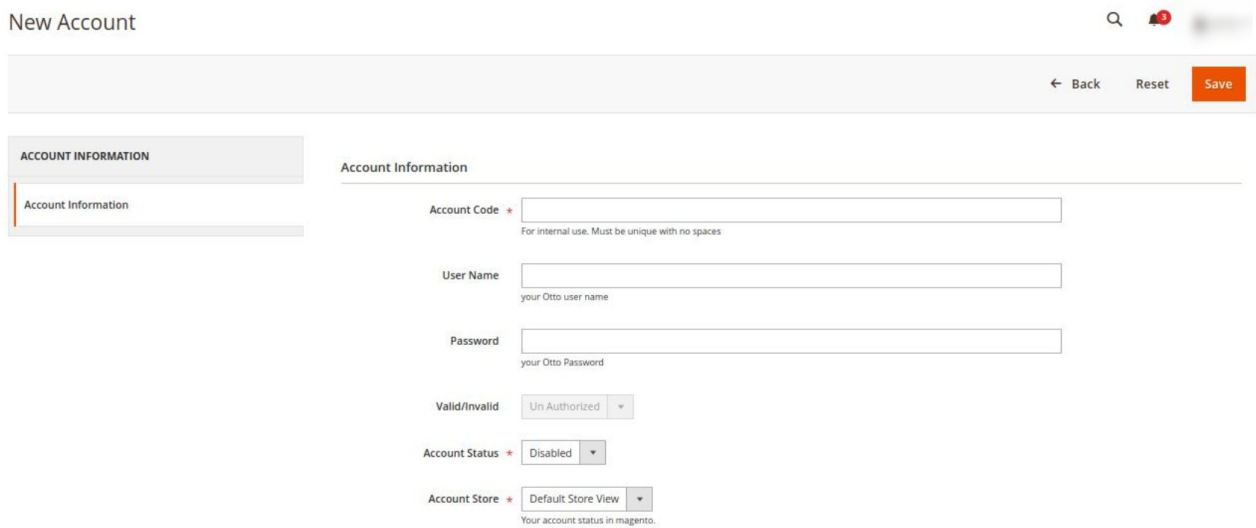 New Account
3
← Back Reset Save
ACCOUNT INFORMATION
Account Information
Account Information
Account Code *
For internal use. Must be unique with no spaces
User Name
your Otto user name
Password
your Otto Password
Valid/Invalid Un Authorized
Account Status * Disabled
Account Store * Default Store View
Your account status in magento.